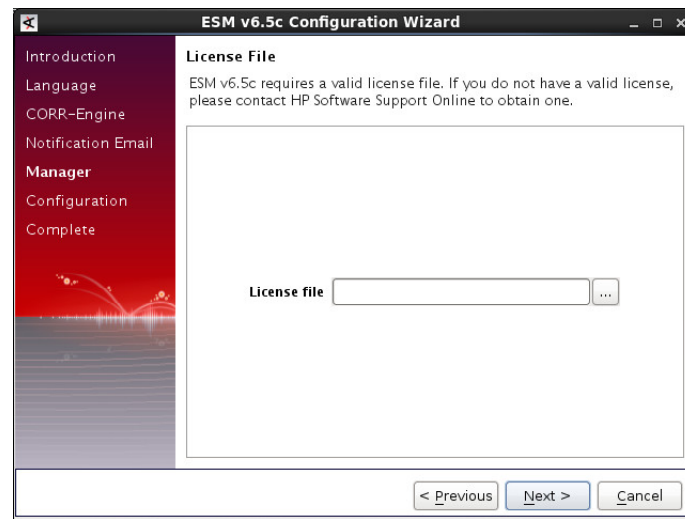 ESM v6.5c Configuration Wizard
Introduction
Language
CORR-Engine
Notification Email
Manager
Configuration
Complete
License File
ESM v6.5c requires a valid license file. If you do not have a valid license,
please contact HP Software Support Online to obtain one.
License file
...
< Previous
Next >
Cancel